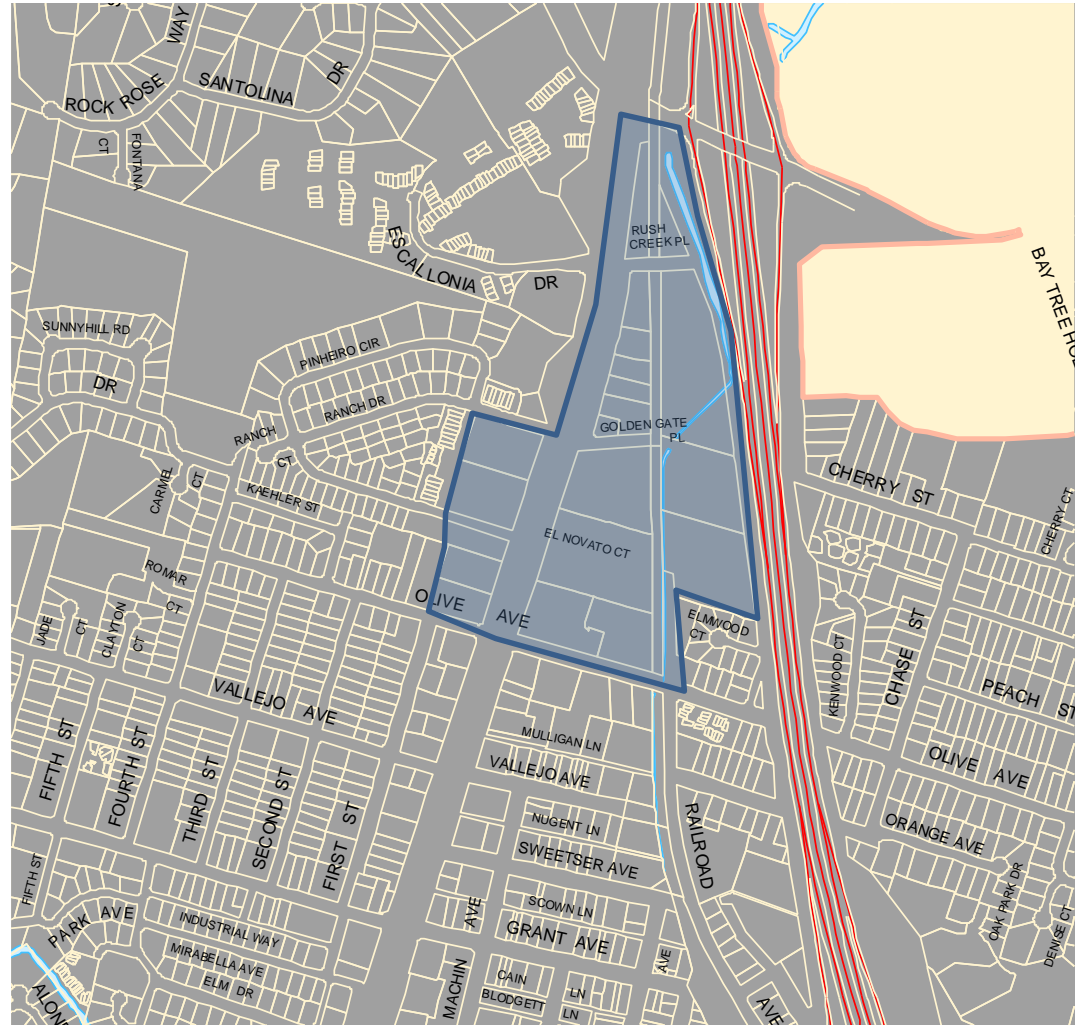 WAY
SANTOLINA
DR
ROCK ROSE
CT
FONTANA
RUSH
CREEK PL
ESCALLONIA
DR
BAY TREE HO
SUNNYHILL RD
DR
PINHEIRO CIR
RANCH DR
RANCH
CT
GOLDEN GATE
PL
CARMEL
CT
KAEHLER ST
CHERRY ST
CHERRY CT
EL NOVATO CT
ROMAR
CT
OLIVE AVE
ELMWOOD
CT
JADE
CT
CLAYTON
CT
KENWOOD CT
CHASE ST
PEACH ST
VALLEJO AVE
MULLIGAN LN
VALLEJO AVE
OLIVE AVE
FIFTH ST
FOURTH ST
THIRD ST
SECOND ST
FIRST ST
NUGENT LN
SWEETSER AVE
RAILROAD
AVE
ORANGE AVE
FIFTH ST
PARK AVE
INDUSTRIAL WAY
MIRABELLA AVE
ELM DR
MACHIN
AVE
SCOWN LN
GRANT AVE
AVE
CAIN
LN
BLODGETT
LN
OAK PARK DR
DENISE CT